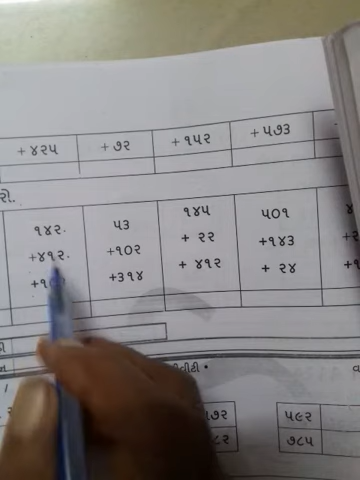 + ૪૨૫ + ૭૨ + ૧૫૨ + ૫૭૩
રો.
૧૪૨ ૫૩ ૧૪૫ ૫૦૧
+૪૧૨ +૧૦૨ + ૨૨ +૧૪૩
+૩૧૪ + ૪૧૨ + ૨૪
૫૯૨
૭૮૫